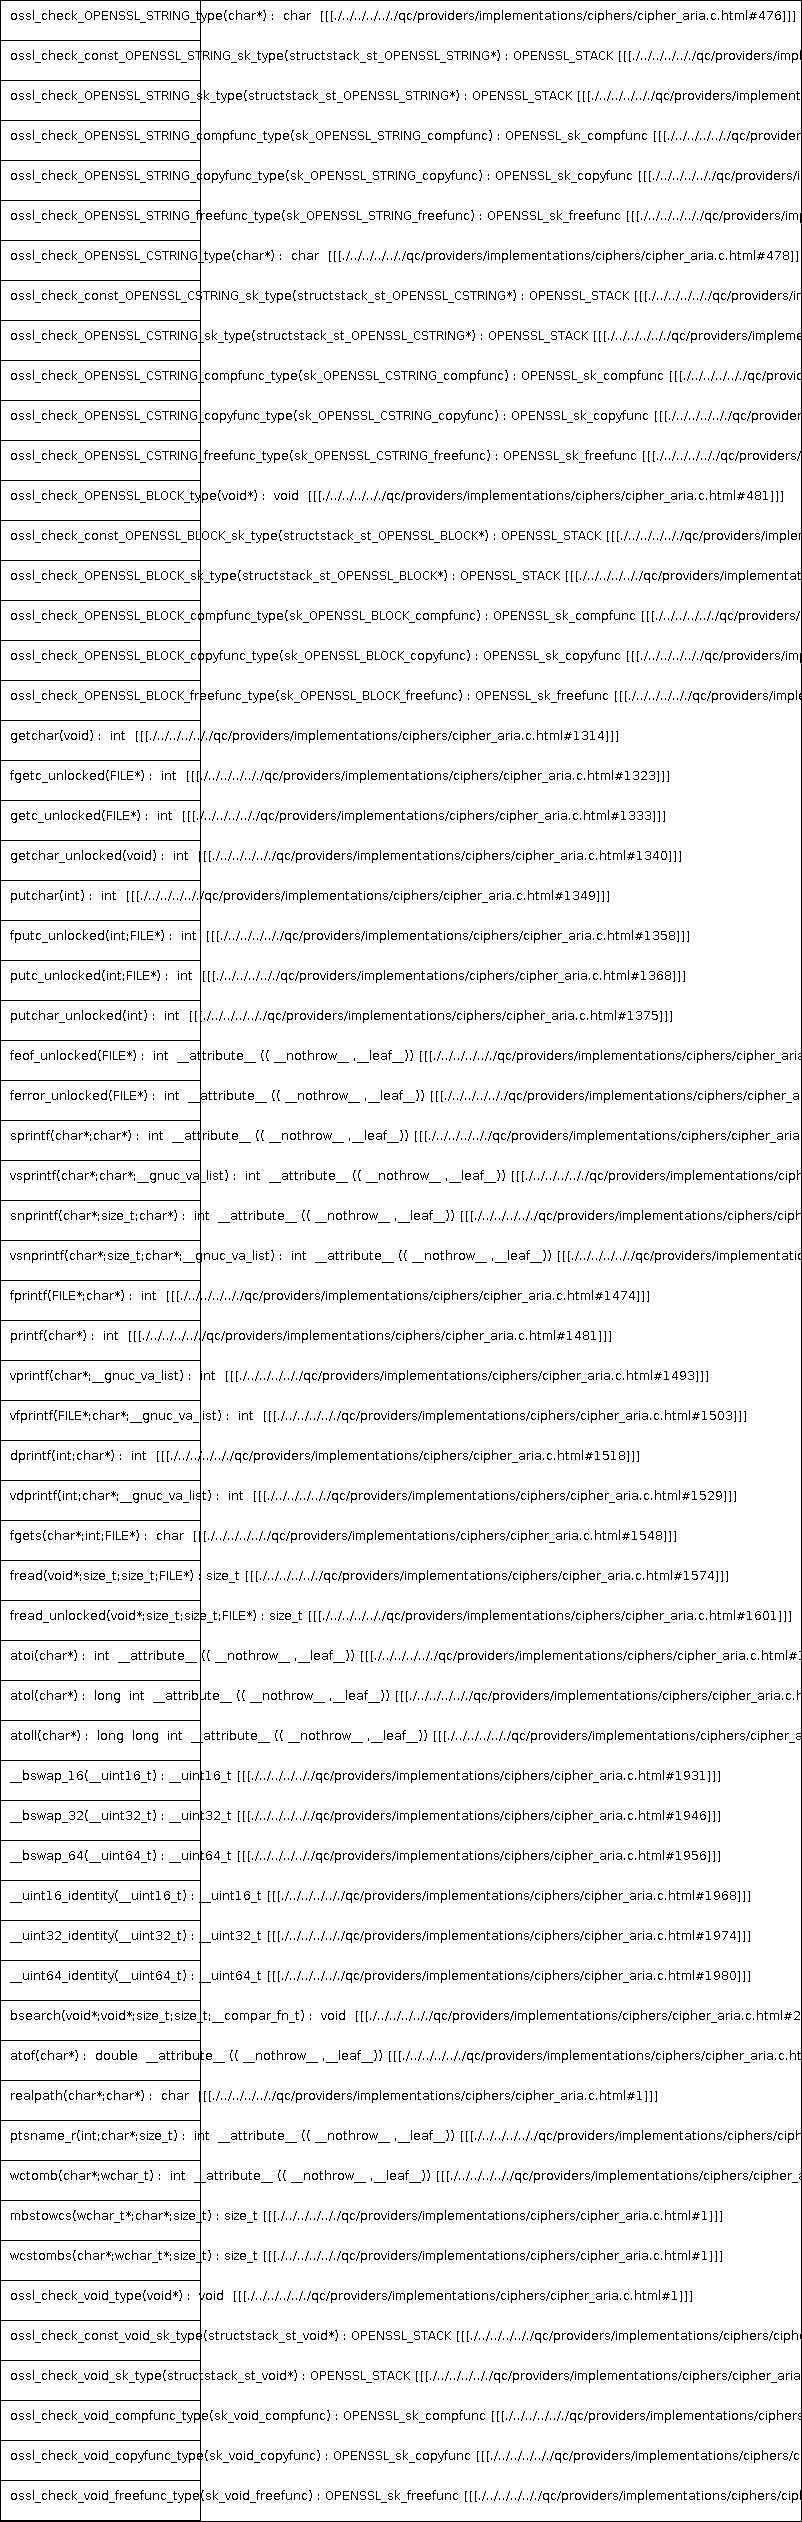 ossl_check_OPENSSL_STRING_type(char*) : char [[[./../../../../qc/providers/implementations/ciphers/cipher_aria.c.html#476]]]
ossl_check_const_OPENSSL_STRING_sk_type(structstack_st_OPENSSL_STRING*) : OPENSSL_STACK [[[./../../../../qc/providers/impl
ossl_check_OPENSSL_STRING_sk_type(structstack_st_OPENSSL_STRING*) : OPENSSL_STACK [[[./../../../../qc/providers/implement
ossl_check_OPENSSL_STRING_compfunc_type(sk_OPENSSL_STRING_compfunc) : OPENSSL_sk_compfunc [[[./../../../../qc/provider
ossl_check_OPENSSL_STRING_copyfunc_type(sk_OPENSSL_STRING_copyfunc) : OPENSSL_sk_copyfunc [[[./../../../../qc/providers/i
ossl_check_OPENSSL_STRING_freefunc_type(sk_OPENSSL_STRING_freefunc) : OPENSSL_sk_freefunc [[[./../../../../qc/providers/im
ossl_check_OPENSSL_CSTRING_type(char*) : char [[[./../../../../qc/providers/implementations/ciphers/cipher_aria.c.html#478]]
ossl_check_const_OPENSSL_CSTRING_sk_type(structstack_st_OPENSSL_CSTRING*) : OPENSSL_STACK [[[./../../../../qc/providers/i
ossl_check_OPENSSL_CSTRING_sk_type(structstack_st_OPENSSL_CSTRING*) : OPENSSL_STACK [[[./../../../../qc/providers/impleme
ossl_check_OPENSSL_CSTRING_compfunc_type(sk_OPENSSL_CSTRING_compfunc) : OPENSSL_sk_compfunc [[[./../../../../qc/provid
ossl_check_OPENSSL_CSTRING_copyfunc_type(sk_OPENSSL_CSTRING_copyfunc) : OPENSSL_sk_copyfunc [[[./../../../../qc/provider
ossl_check_OPENSSL_CSTRING_freefunc_type(sk_OPENSSL_CSTRING_freefunc) : OPENSSL_sk_freefunc [[[./../../../../qc/providers/
ossl_check_OPENSSL_BLOCK_type(void*) : void [[[./../../../../qc/providers/implementations/ciphers/cipher_aria.c.html#481]]]
ossl_check_const_OPENSSL_BLOCK_sk_type(structstack_st_OPENSSL_BLOCK*) : OPENSSL_STACK [[[./../../../../qc/providers/implem
ossl_check_OPENSSL_BLOCK_sk_type(structstack_st_OPENSSL_BLOCK*) : OPENSSL_STACK [[[./../../../../qc/providers/implementat
ossl_check_OPENSSL_BLOCK_compfunc_type(sk_OPENSSL_BLOCK_compfunc) : OPENSSL_sk_compfunc [[[./../../../../qc/providers/
ossl_check_OPENSSL_BLOCK_copyfunc_type(sk_OPENSSL_BLOCK_copyfunc) : OPENSSL_sk_copyfunc [[[./../../../../qc/providers/im
ossl_check_OPENSSL_BLOCK_freefunc_type(sk_OPENSSL_BLOCK_freefunc) : OPENSSL_sk_freefunc [[[./../../../../qc/providers/imple
getchar(void) : int [[[./../../../../qc/providers/implementations/ciphers/cipher_aria.c.html#1314]]]
fgetc_unlocked(FILE*) : int [[[./../../../../qc/providers/implementations/ciphers/cipher_aria.c.html#1323]]]
getc_unlocked(FILE*) : int [[[./../../../../qc/providers/implementations/ciphers/cipher_aria.c.html#1333]]]
getchar_unlocked(void) : int [[[./../../../../qc/providers/implementations/ciphers/cipher_aria.c.html#1340]]]
putchar(int) : int [[[./../../../../qc/providers/implementations/ciphers/cipher_aria.c.html#1349]]]
fputc_unlocked(int;FILE*) : int [[[./../../../../qc/providers/implementations/ciphers/cipher_aria.c.html#1358]]]
putc_unlocked(int;FILE*) : int [[[./../../../../qc/providers/implementations/ciphers/cipher_aria.c.html#1368]]]
putchar_unlocked(int) : int [[[./../../../../qc/providers/implementations/ciphers/cipher_aria.c.html#1375]]]
feof_unlocked(FILE*) : int __attribute__ (( __nothrow__ ,__leaf__)) [[[./../../../../qc/providers/implementations/ciphers/cipher_aria
ferror_unlocked(FILE*) : int __attribute__ (( __nothrow__ ,__leaf__)) [[[./../../../../qc/providers/implementations/ciphers/cipher_a
sprintf(char*;char*) : int __attribute__ (( __nothrow__ ,__leaf__)) [[[./../../../../qc/providers/implementations/ciphers/cipher_aria
vsprintf(char*;char*;__gnuc_va_list) : int __attribute__ (( __nothrow__ ,__leaf__)) [[[./../../../../qc/providers/implementations/ciph
snprintf(char*;size_t;char*) : int __attribute__ (( __nothrow__ ,__leaf__)) [[[./../../../../qc/providers/implementations/ciphers/ciph
vsnprintf(char*;size_t;char*;__gnuc_va_list) : int __attribute__ (( __nothrow__ ,__leaf__)) [[[./../../../../qc/providers/implementatio
fprintf(FILE*;char*) : int [[[./../../../../qc/providers/implementations/ciphers/cipher_aria.c.html#1474]]]
printf(char*) : int [[[./../../../../qc/providers/implementations/ciphers/cipher_aria.c.html#1481]]]
vprintf(char*;__gnuc_va_list) : int [[[./../../../../qc/providers/implementations/ciphers/cipher_aria.c.html#1493]]]
vfprintf(FILE*;char*;__gnuc_va_list) : int [[[./../../../../qc/providers/implementations/ciphers/cipher_aria.c.html#1503]]]
dprintf(int;char*) : int [[[./../../../../qc/providers/implementations/ciphers/cipher_aria.c.html#1518]]]
vdprintf(int;char*;__gnuc_va_list) : int [[[./../../../../qc/providers/implementations/ciphers/cipher_aria.c.html#1529]]]
fgets(char*;int;FILE*) : char [[[./../../../../qc/providers/implementations/ciphers/cipher_aria.c.html#1548]]]
fread(void*;size_t;size_t;FILE*) : size_t [[[./../../../../qc/providers/implementations/ciphers/cipher_aria.c.html#1574]]]
fread_unlocked(void*;size_t;size_t;FILE*) : size_t [[[./../../../../qc/providers/implementations/ciphers/cipher_aria.c.html#1601]]]
atoi(char*) : int __attribute__ (( __nothrow__ ,__leaf__)) [[[./../../../../qc/providers/implementations/ciphers/cipher_aria.c.html#1
atol(char*) : long int __attribute__ (( __nothrow__ ,__leaf__)) [[[./../../../../qc/providers/implementations/ciphers/cipher_aria.c.h
atoll(char*) : long long int __attribute__ (( __nothrow__ ,__leaf__)) [[[./../../../../qc/providers/implementations/ciphers/cipher_a
__bswap_16(__uint16_t) : __uint16_t [[[./../../../../qc/providers/implementations/ciphers/cipher_aria.c.html#1931]]]
__bswap_32(__uint32_t) : __uint32_t [[[./../../../../qc/providers/implementations/ciphers/cipher_aria.c.html#1946]]]
__bswap_64(__uint64_t) : __uint64_t [[[./../../../../qc/providers/implementations/ciphers/cipher_aria.c.html#1956]]]
__uint16_identity(__uint16_t) : __uint16_t [[[./../../../../qc/providers/implementations/ciphers/cipher_aria.c.html#1968]]]
__uint32_identity(__uint32_t) : __uint32_t [[[./../../../../qc/providers/implementations/ciphers/cipher_aria.c.html#1974]]]
__uint64_identity(__uint64_t) : __uint64_t [[[./../../../../qc/providers/implementations/ciphers/cipher_aria.c.html#1980]]]
bsearch(void*;void*;size_t;size_t;__compar_fn_t) : void [[[./../../../../qc/providers/implementations/ciphers/cipher_aria.c.html#2
atof(char*) : double __attribute__ (( __nothrow__ ,__leaf__)) [[[./../../../../qc/providers/implementations/ciphers/cipher_aria.c.ht
realpath(char*;char*) : char [[[./../../../../qc/providers/implementations/ciphers/cipher_aria.c.html#1]]]
ptsname_r(int;char*;size_t) : int __attribute__ (( __nothrow__ ,__leaf__)) [[[./../../../../qc/providers/implementations/ciphers/ciph
wctomb(char*;wchar_t) : int __attribute__ (( __nothrow__ ,__leaf__)) [[[./../../../../qc/providers/implementations/ciphers/cipher_a
mbstowcs(wchar_t*;char*;size_t) : size_t [[[./../../../../qc/providers/implementations/ciphers/cipher_aria.c.html#1]]]
wcstombs(char*;wchar_t*;size_t) : size_t [[[./../../../../qc/providers/implementations/ciphers/cipher_aria.c.html#1]]]
ossl_check_void_type(void*) : void [[[./../../../../qc/providers/implementations/ciphers/cipher_aria.c.html#1]]]
ossl_check_const_void_sk_type(structstack_st_void*) : OPENSSL_STACK [[[./../../../../qc/providers/implementations/ciphers/ciph
ossl_check_void_sk_type(structstack_st_void*) : OPENSSL_STACK [[[./../../../../qc/providers/implementations/ciphers/cipher_aria
ossl_check_void_compfunc_type(sk_void_compfunc) : OPENSSL_sk_compfunc [[[./../../../../qc/providers/implementations/ciphers
ossl_check_void_copyfunc_type(sk_void_copyfunc) : OPENSSL_sk_copyfunc [[[./../../../../qc/providers/implementations/ciphers/c
ossl_check_void_freefunc_type(sk_void_freefunc) : OPENSSL_sk_freefunc [[[./../../../../qc/providers/implementations/ciphers/cip